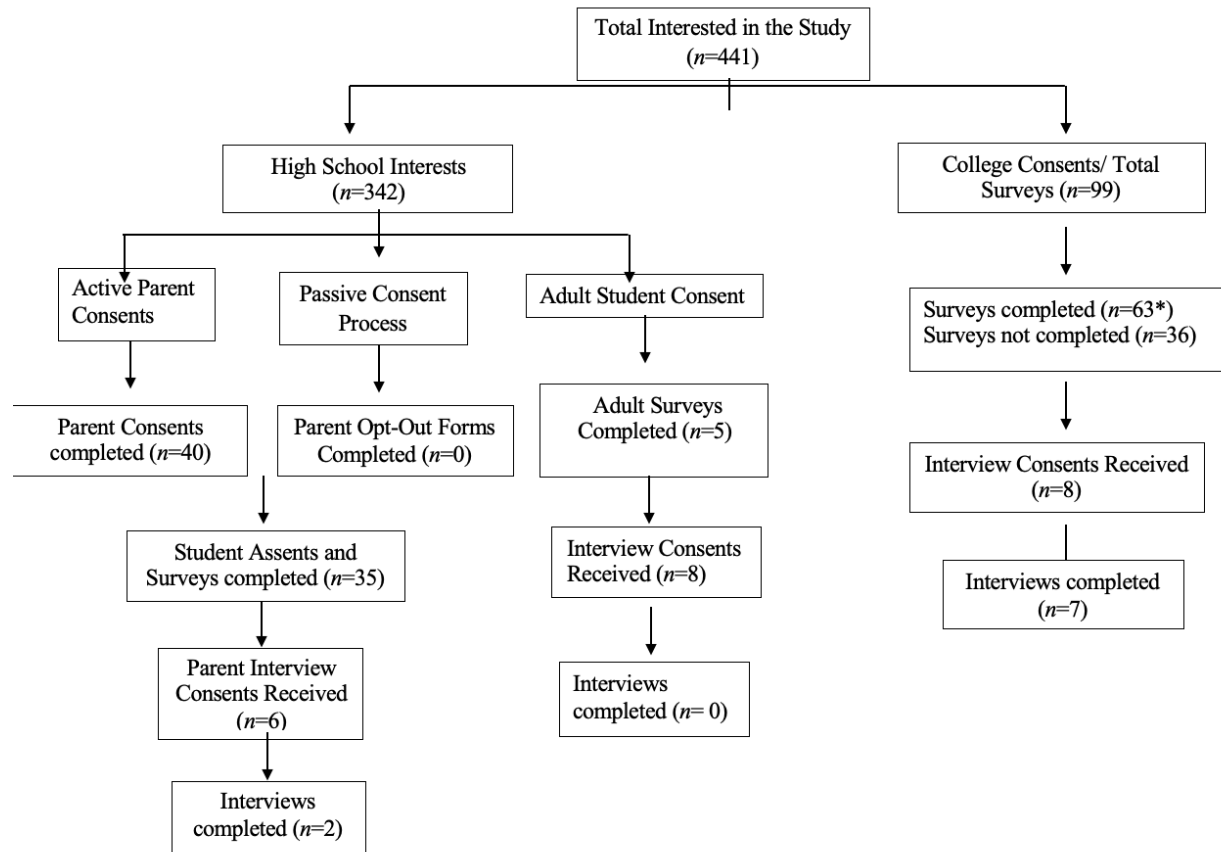 Total Interested in the Study
(n=441)
High School Interests
(n=342)
College Consents/ Total
Surveys (n=99)
Active Parent
Consents
Passive Consent
Process
Adult Student Consent
Surveys completed (n=63*)
Surveys not completed (n=36)
Parent Consents
completed (n=40)
Parent Opt-Out Forms
Completed (n=0)
Adult Surveys
Completed (n=5)
Interview Consents Received
(n=8)
Student Assents and
Surveys completed (n=35)
Interview Consents
Received (n=8)
Interviews completed
(n=7)
Parent Interview
Consents Received
(n=6)
Interviews
completed (n= 0)
Interviews
completed (n=2)